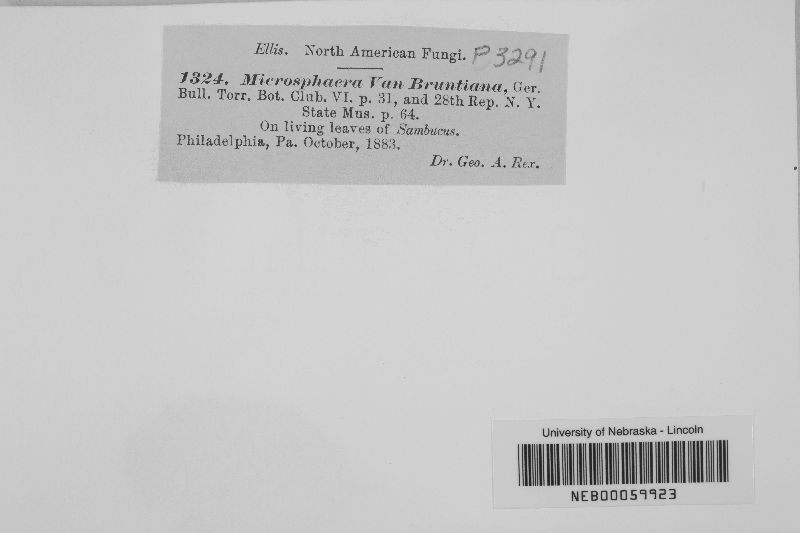 Ellis. North American Fungi. P3291
1324. Microsphaera Van Bruntiana, Ger.
Bull. Torr. Bot. Club. VI. p. 31, and 28th Rep. N. Y.
State Mus. p. 64.
On living leaves of Sambucus.
Philadelphia, Pa. October, 1883.
Dr. Geo. A. Rex.
University of Nebraska - Lincoln
NEB00059923